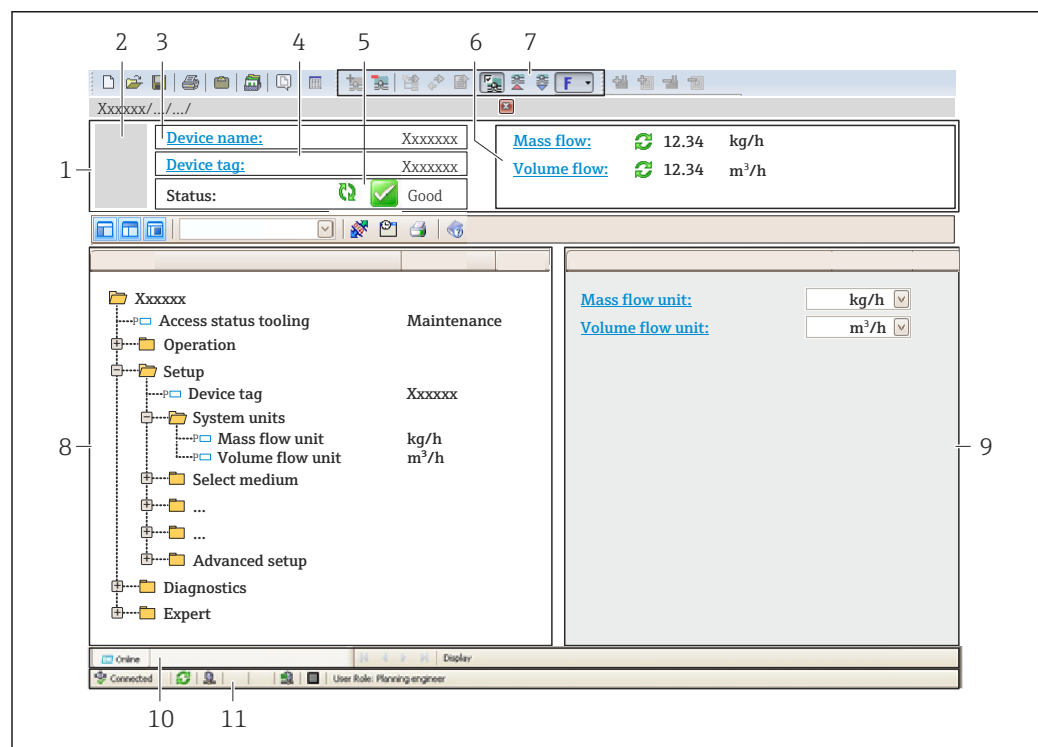 2 3 4 5 6 7
F
Xxxxxx/.../.../
1
Device name: Xxxxxxx
Device tag: Xxxxxxx
Status: Good
Mass flow: 12.34 kg/h
Volume flow: 12.34 m³/h
Xxxxxx
P Access status tooling Maintenance
Operation
Setup
P Device tag Xxxxxx
System units
P Mass flow unit kg/h
P Volume flow unit m³/h
Select medium
...
...
Advanced setup
Diagnostics
Expert
8
Mass flow unit: kg/h
Volume flow unit: m³/h
9
Online Display
Connected User Role: Planning engineer
10 11